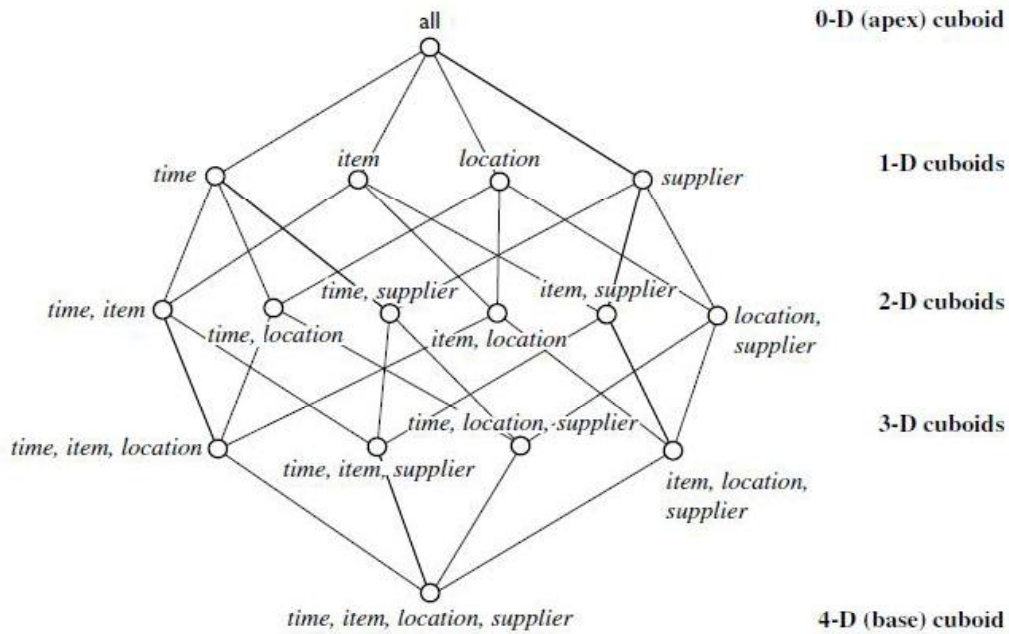 all
0-D (apex) cuboid
time
item
location
supplier
1-D cuboids
time, item
time, location
time, supplier
item, location
item, supplier
location,
supplier
2-D cuboids
time, item, location
time, item, supplier
time, location, supplier
item, location,
supplier
3-D cuboids
time, item, location, supplier
4-D (base) cuboid